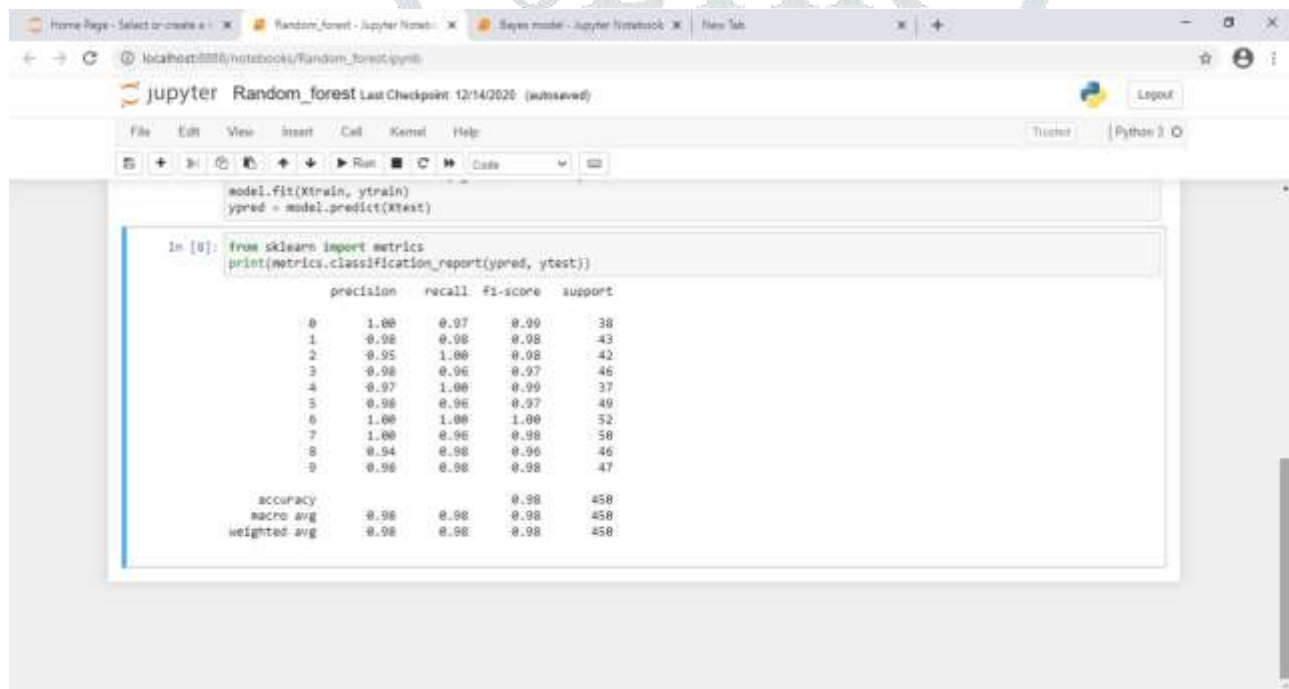 Home Page - Select or create a
Random_forest - Jupyter Noteb
Bayes model - Jupyter Notebook
New Tab
localhost:8888/notebooks/Random_forest.ipynb
jupyter Random_forest Last Checkpoint: 12/14/2020 (autosaved)
Logout
File Edit View Insert Cell Kernel Help
Trusted
Python 3
Run
Code
model.fit(Xtrain, ytrain)
ypred = model.predict(Xtest)
In [8]: from sklearn import metrics
print(metrics.classification_report(ypred, ytest))
precision recall f1-score support
0 1.00 0.97 0.99 38
1 0.98 0.98 0.98 43
2 0.95 1.00 0.98 42
3 0.98 0.96 0.97 46
4 0.97 1.00 0.99 37
5 0.98 0.96 0.97 49
6 1.00 1.00 1.00 52
7 1.00 0.96 0.98 50
8 0.94 0.98 0.96 46
9 0.98 0.98 0.98 47
accuracy 0.98 450
macro avg 0.98 0.98 0.98 450
weighted avg 0.98 0.98 0.98 450